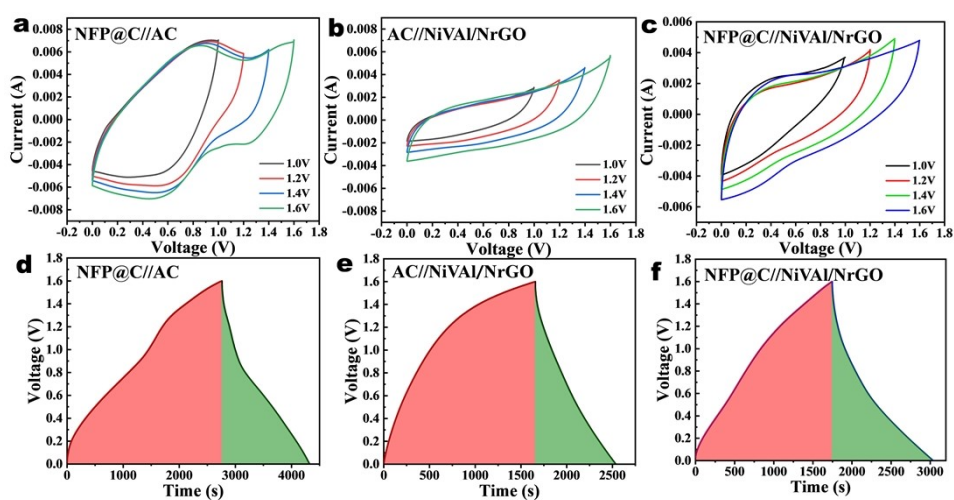 a
NFP@C//AC
0.008
0.006
0.004
0.002
0.000
-0.002
-0.004
-0.006
-0.008
Current (A)
1.0V
1.2V
1.4V
1.6V
-0.2 0.0 0.2 0.4 0.6 0.8 1.0 1.2 1.4 1.6 1.8
Voltage (V)
b
AC//NiVAl/NrGO
0.008
0.006
0.004
0.002
0.000
-0.002
-0.004
-0.006
-0.008
Current (A)
1.0V
1.2V
1.4V
1.6V
-0.2 0.0 0.2 0.4 0.6 0.8 1.0 1.2 1.4 1.6 1.8
Voltage (V)
c
NFP@C//NiVAl/NrGO
0.006
0.004
0.002
0.000
-0.002
-0.004
-0.006
Current (A)
1.0V
1.2V
1.4V
1.6V
-0.2 0.0 0.2 0.4 0.6 0.8 1.0 1.2 1.4 1.6 1.8
Voltage (V)
d
NFP@C//AC
1.8
1.6
1.4
1.2
1.0
0.8
0.6
0.4
0.2
0.0
Voltage (V)
0 1000 2000 3000 4000
Time (s)
e
AC//NiVAl/NrGO
1.8
1.6
1.4
1.2
1.0
0.8
0.6
0.4
0.2
0.0
Voltage (V)
0 500 1000 1500 2000 2500
Time (s)
f
NFP@C//NiVAl/NrGO
1.8
1.6
1.4
1.2
1.0
0.8
0.6
0.4
0.2
0.0
Voltage (V)
0 500 1000 1500 2000 2500 3000
Time (s)